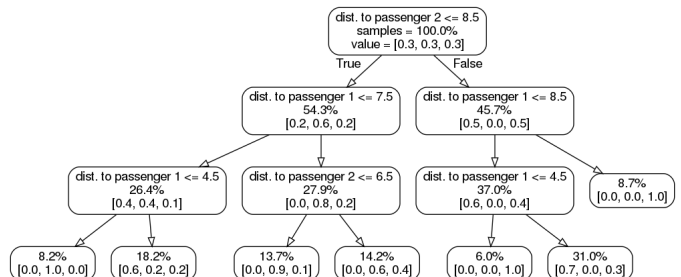 dist. to passenger 2 <= 8.5
samples = 100.0%
value = [0.3, 0.3, 0.3]
True
False
dist. to passenger 1 <= 7.5
54.3%
[0.2, 0.6, 0.2]
dist. to passenger 1 <= 8.5
45.7%
[0.5, 0.0, 0.5]
dist. to passenger 1 <= 4.5
26.4%
[0.4, 0.4, 0.1]
dist. to passenger 2 <= 6.5
27.9%
[0.0, 0.8, 0.2]
dist. to passenger 1 <= 4.5
37.0%
[0.6, 0.0, 0.4]
8.7%
[0.0, 0.0, 1.0]
8.2%
[0.0, 1.0, 0.0]
18.2%
[0.6, 0.2, 0.2]
13.7%
[0.0, 0.9, 0.1]
14.2%
[0.0, 0.6, 0.4]
6.0%
[0.0, 0.0, 1.0]
31.0%
[0.7, 0.0, 0.3]